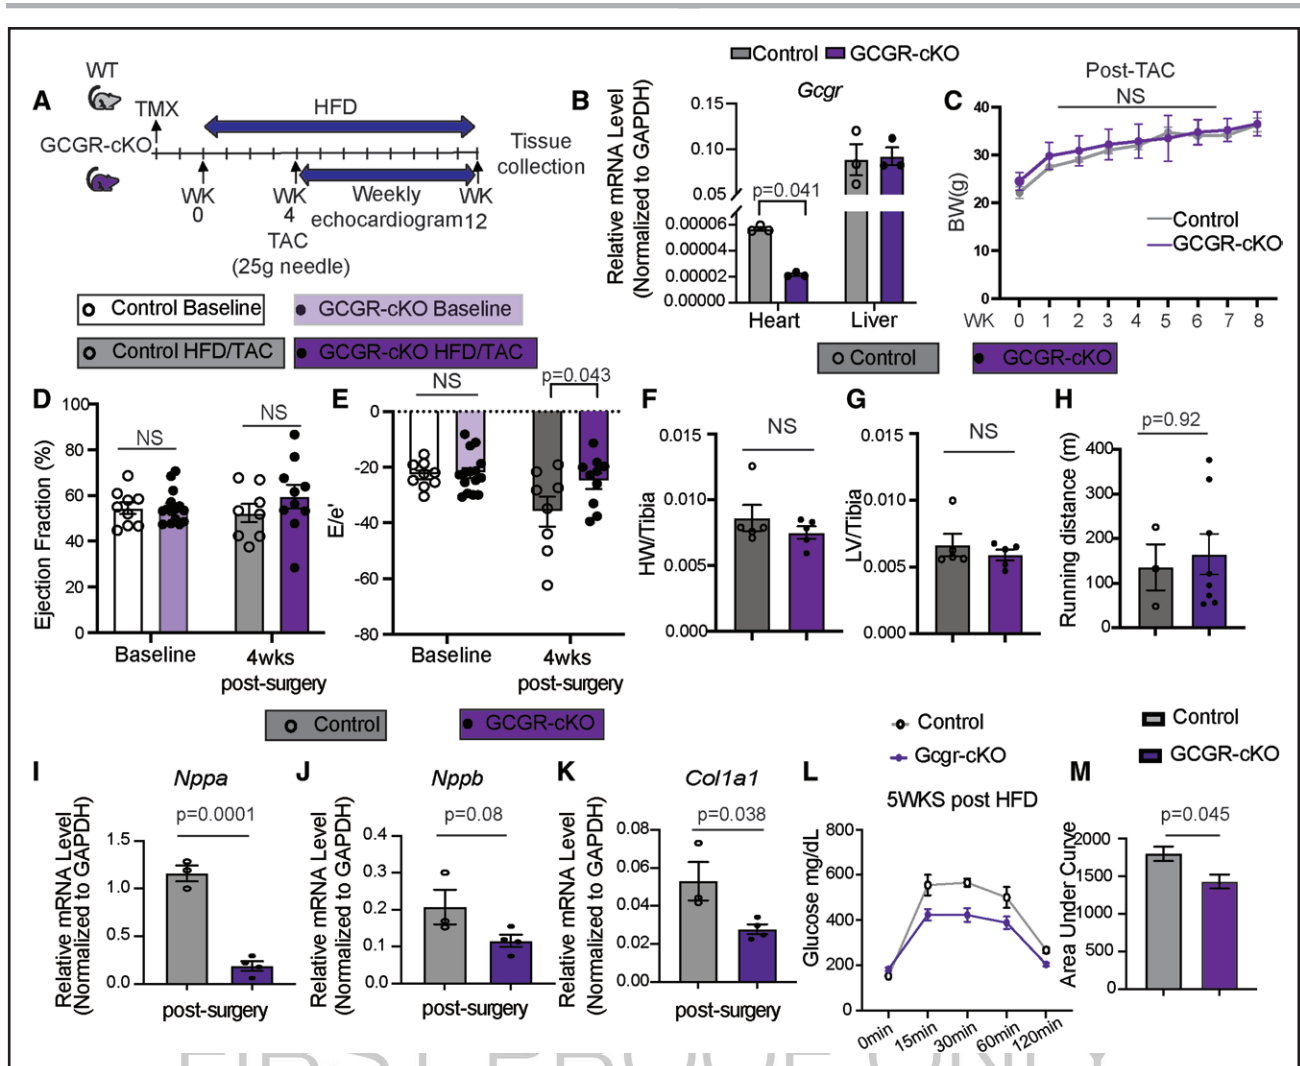 A
WT
TMX
HFD
GCGR-cKO
Tissue
collection
WK
0
WK
4
Weekly
echocardiogram
WK
12
TAC
(25g needle)
Control
GCGR-cKO
B
Gcgr
Relative mRNA Level
(Normalized to GAPDH)
0.15
0.10
0.05
0.00006
0.00004
0.00002
0.00000
p=0.041
Heart
Liver
C
Post-TAC
NS
BW(g)
40
30
20
10
0
Control
GCGR-cKO
WK
0 1 2 3 4 5 6 7 8
Control Baseline
GCGR-cKO Baseline
Control HFD/TAC
GCGR-cKO HFD/TAC
Control
GCGR-cKO
D
Ejection Fraction (%)
100
80
60
40
20
0
NS
NS
Baseline
4wks
post-surgery
E
E/e'
0
-20
-40
-60
-80
NS
p=0.043
Baseline
4wks
post-surgery
F
HW/Tibia
0.015
0.010
0.005
0.000
NS
G
LV/Tibia
0.015
0.010
0.005
0.000
NS
H
Running distance (m)
400
300
200
100
0
p=0.92
Control
GCGR-cKO
I
Nppa
Relative mRNA Level
(Normalized to GAPDH)
1.5
1.0
0.5
0.0
p=0.0001
post-surgery
J
Nppb
Relative mRNA Level
(Normalized to GAPDH)
0.4
0.3
0.2
0.1
0.0
p=0.08
post-surgery
K
Col1a1
Relative mRNA Level
(Normalized to GAPDH)
0.08
0.06
0.04
0.02
0.00
p=0.038
post-surgery
L
Control
Gcgr-cKO
5WKS post HFD
Glucose mg/dL
800
600
400
200
0
0min
15min
30min
60min
120min
M
Control
GCGR-cKO
Area Under Curve
2000
1500
1000
500
0
p=0.045